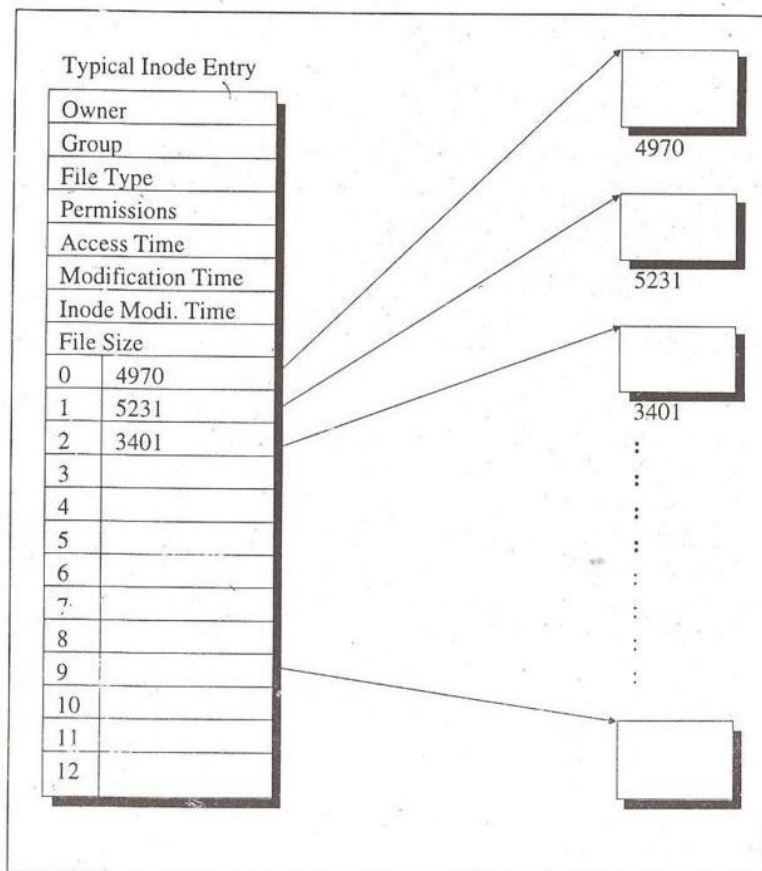 Typical Inode Entry
Owner
Group
File Type
Permissions
Access Time
Modification Time
Inode Modi. Time
File Size
0 4970
1 5231
2 3401
3
4
5
6
7
8
9
10
11
12
4970
5231
3401